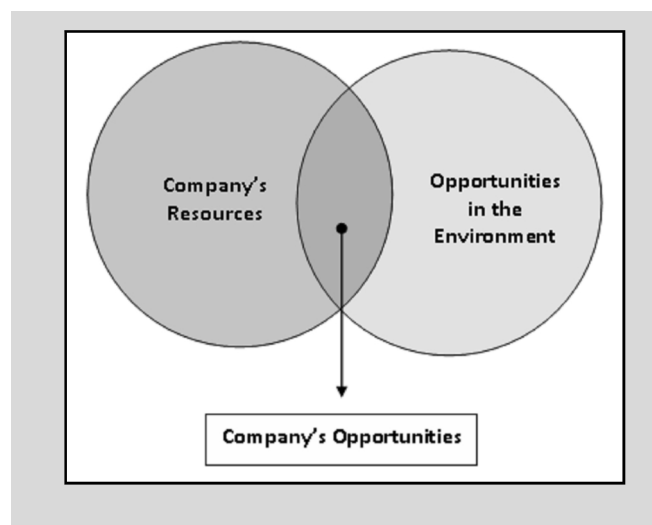 Company's
Resources
Opportunities
in the
Environment
Company's Opportunities